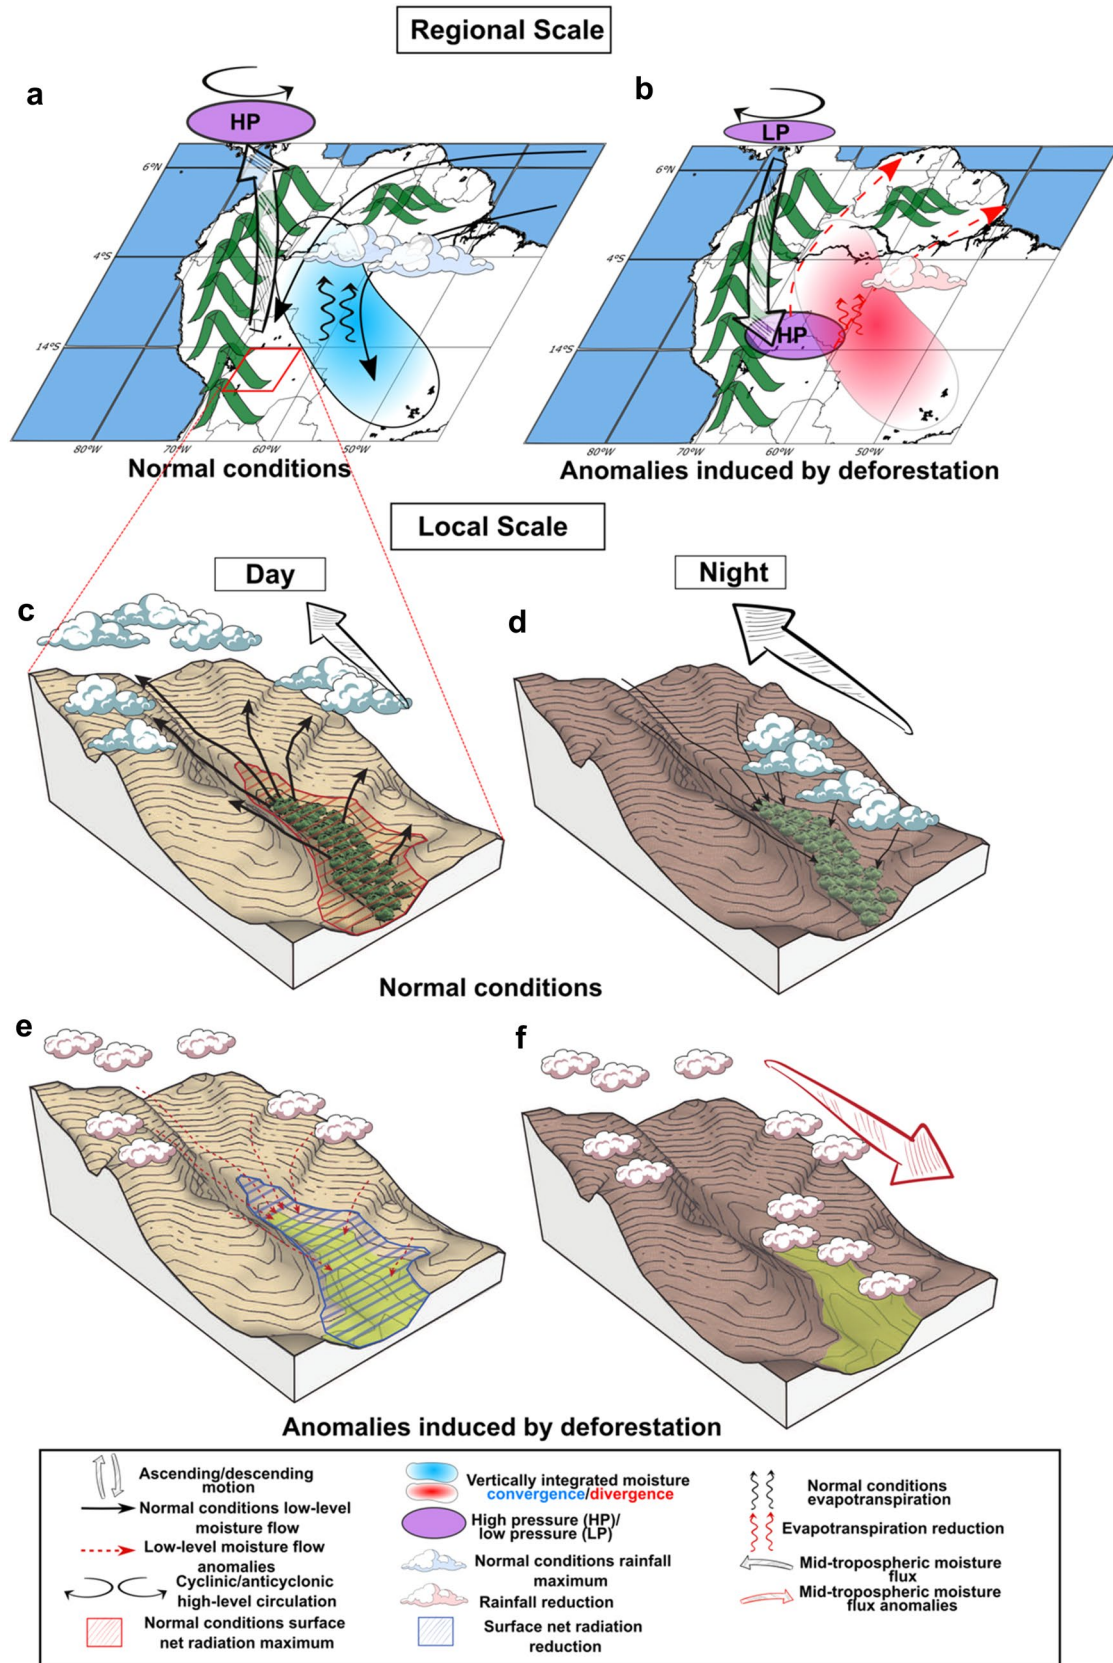 Regional Scale
a
b
HP
LP
6°N
6°N
4°S
4°S
HP
14°S
14°S
80°W
70°W
60°W
50°W
80°W
70°W
60°W
50°W
Normal conditions
Anomalies induced by deforestation
Local Scale
Day
Night
c
d
Normal conditions
e
f
Anomalies induced by deforestation
Ascending/descending
motion
Normal conditions low-level
moisture flow
Low-level moisture flow
anomalies
Cyclinic/anticyclonic
high-level circulation
Normal conditions surface
net radiation maximum
Vertically integrated moisture
convergence/divergence
High pressure (HP)/
low pressure (LP)
Normal conditions rainfall
maximum
Rainfall reduction
Surface net radiation
reduction
Normal conditions
evapotranspiration
Evapotranspiration reduction
Mid-tropospheric moisture
flux
Mid-tropospheric moisture
flux anomalies